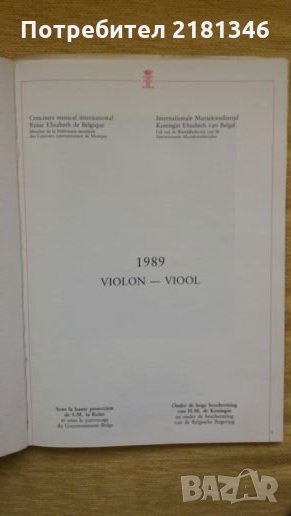 Потребител 2181346
Concours musical international
Reine Elisabeth de Belgique
Membre de la Fédération mondiale
des Concours internationaux de Musique
Internationale Muziekwedstrijd
Koningin Elisabeth van België
Lid van de Wereldfederatie van de
Internationale Muziekwedstrijden
1989
VIOLON — VIOOL
Sous la haute protection
de S.M. la Reine
et sous le patronage
du Gouvernement Belge
Onder de hoge bescherming
van H.M. de Koningin
en onder de bescherming
van de Belgische Regering
BAZAR